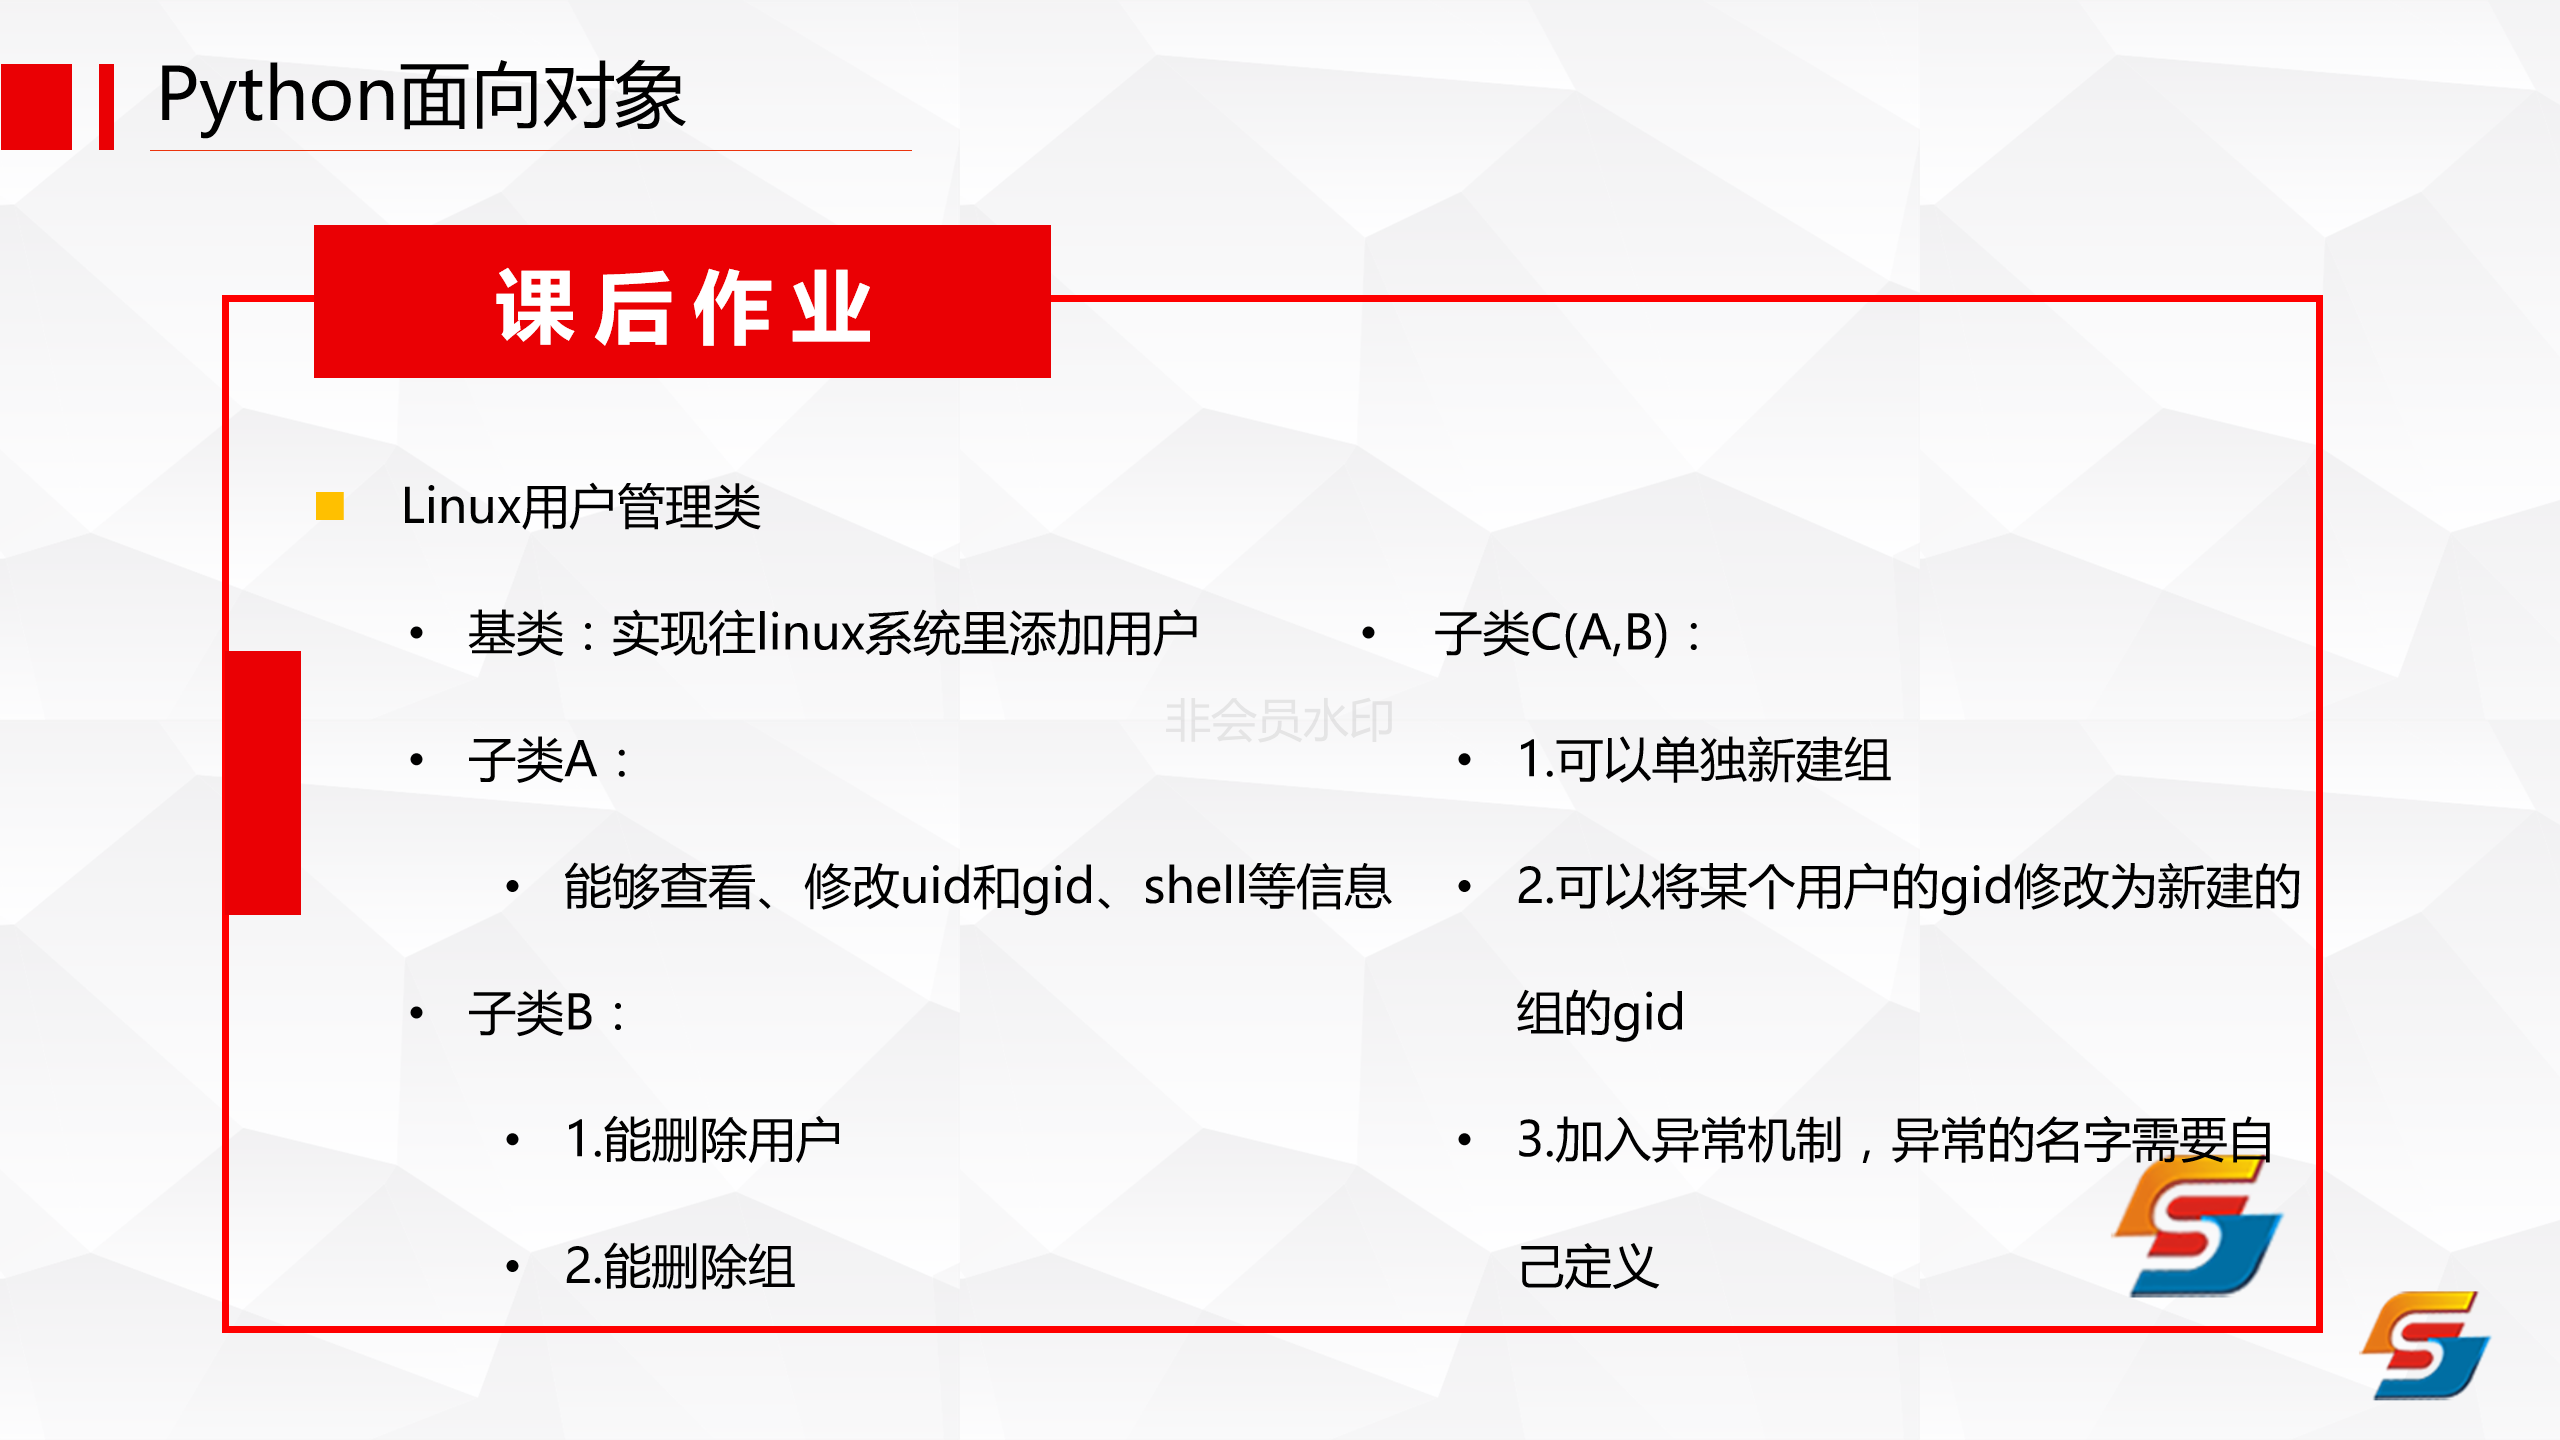 Python面向对象
课后作业
Linux用户管理类
• 基类：实现往linux系统里添加用户
• 子类A：
• 能够查看、修改uid和gid、shell等信息
• 子类B：
• 1.能删除用户
• 2.能删除组
• 子类C(A,B)：
• 1.可以单独新建组
• 2.可以将某个用户的gid修改为新建的
组的gid
• 3.加入异常机制，异常的名字需要自
己定义
非会员水印